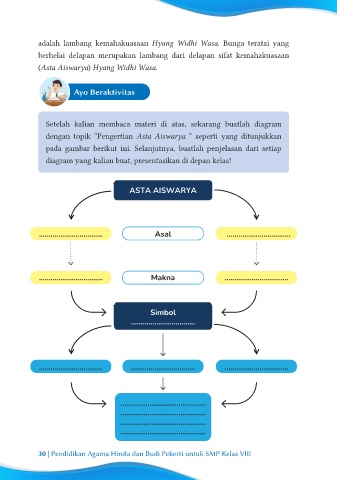 adalah lambang kemahakuasaan Hyang Widhi Wasa. Bunga teratai yang
berhelai delapan merupakan lambang dari delapan sifat kemahakuasaan
(Asta Aiswarya) Hyang Widhi Wasa.
Ayo Beraktivitas
Setelah kalian membaca materi di atas, sekarang buatlah diagram
dengan topik "Pengertian Asta Aiswarya " seperti yang ditunjukkan
pada gambar berikut ini. Selanjutnya, buatlah penjelasan dari setiap
diagram yang kalian buat, presentasikan di depan kelas!
ASTA AISWARYA
Asal
Makna
Simbol
30 | Pendidikan Agama Hindu dan Budi Pekerti untuk SMP Kelas VIII